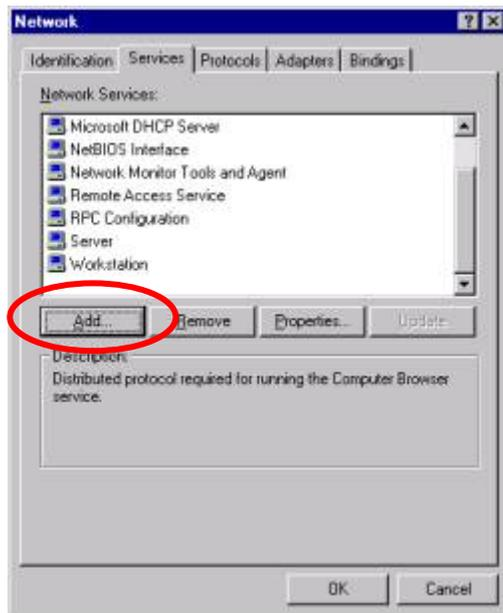 Network
Identification Services Protocols Adapters Bindings
Network Services:
Microsoft DHCP Server
NetBIOS Interface
Network Monitor Tools and Agent
Remote Access Service
RPC Configuration
Server
Workstation
Add... Remove Properties... Update
Description:
Distributed protocol required for running the Computer Browser
service.
OK Cancel